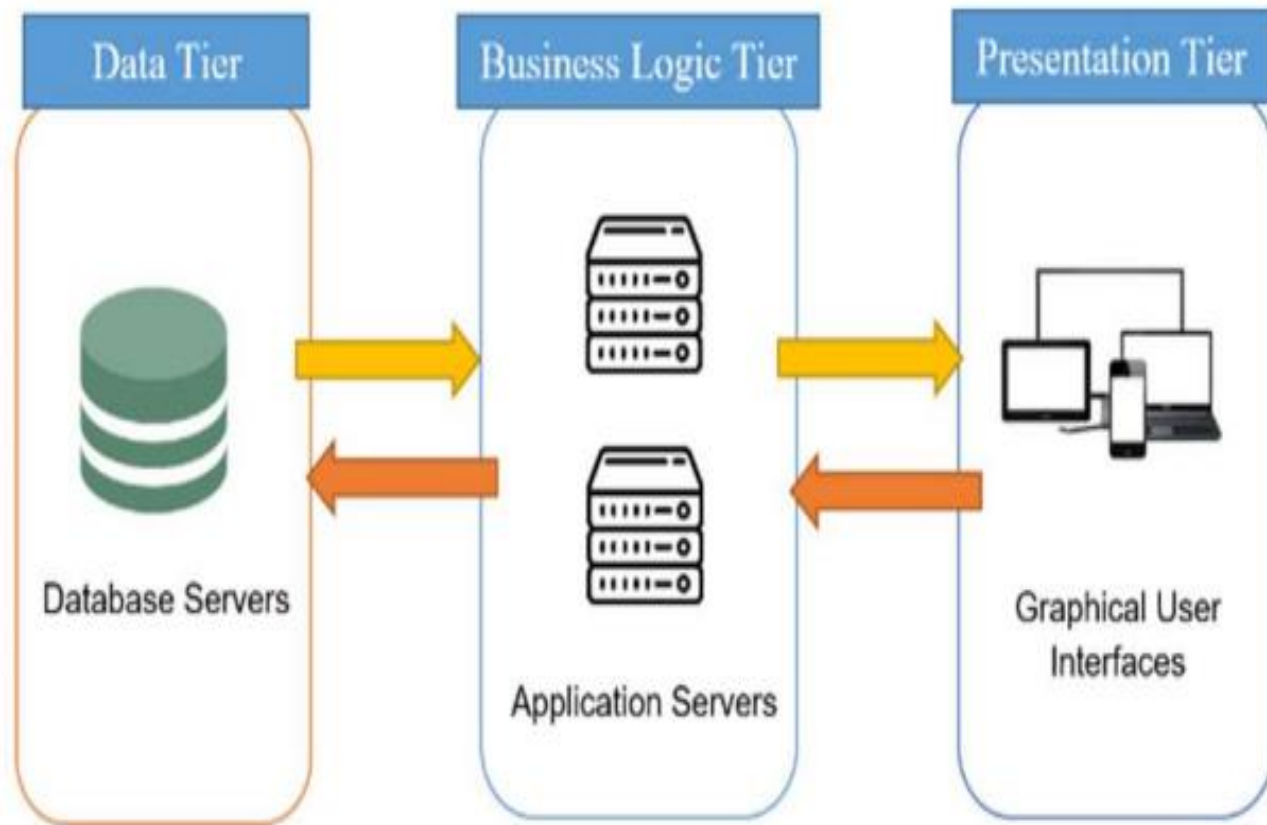 Data Tier
Business Logic Tier
Presentation Tier
Database Servers
Application Servers
Graphical User
Interfaces